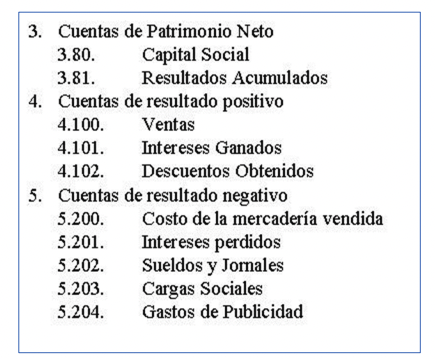 3. Cuentas de Patrimonio Neto
3.80. Capital Social
3.81. Resultados Acumulados
4. Cuentas de resultado positivo
4.100. Ventas
4.101. Intereses Ganados
4.102. Descuentos Obtenidos
5. Cuentas de resultado negativo
5.200. Costo de la mercadería vendida
5.201. Intereses perdidos
5.202. Sueldos y Jornales
5.203. Cargas Sociales
5.204. Gastos de Publicidad